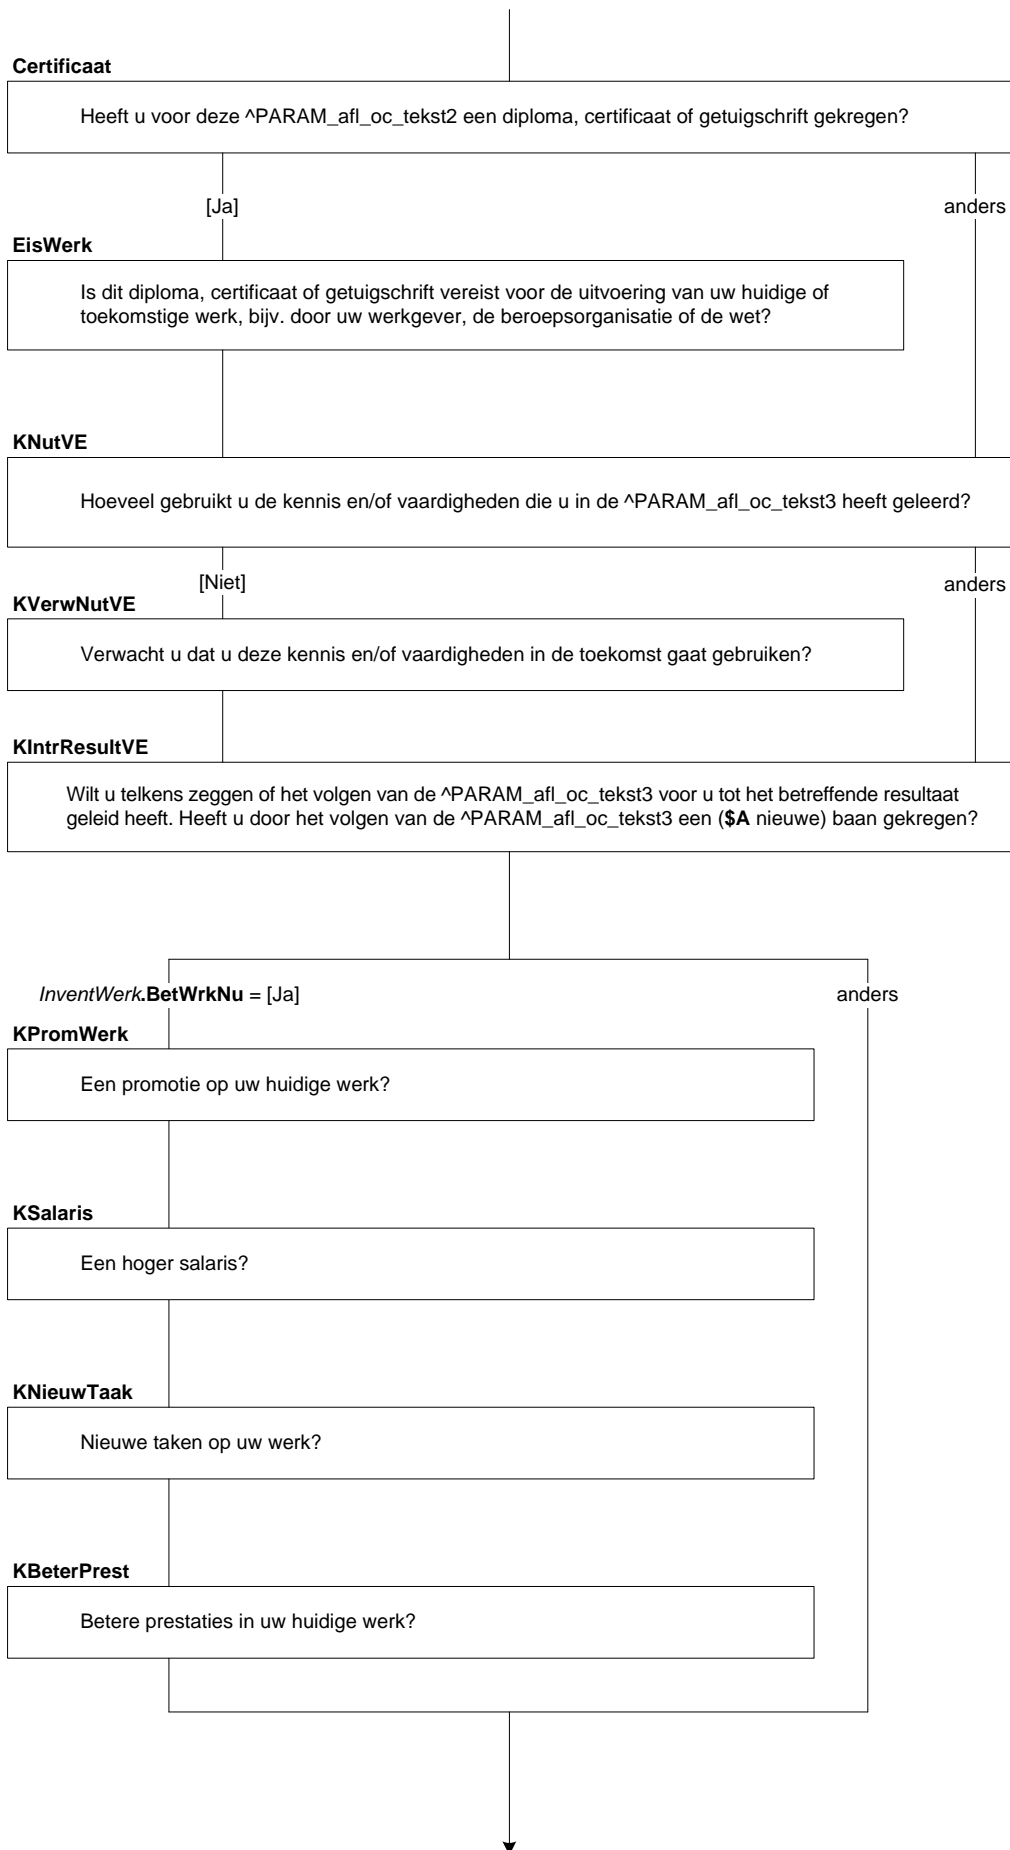 Certificaat
Heeft u voor deze ^PARAM_afl_oc_tekst2 een diploma, certificaat of getuigschrift gekregen?
[Ja]
anders
EisWerk
Is dit diploma, certificaat of getuigschrift vereist voor de uitvoering van uw huidige of
toekomstige werk, bijv. door uw werkgever, de beroepsorganisatie of de wet?
KNutVE
Hoeveel gebruikt u de kennis en/of vaardigheden die u in de ^PARAM_afl_oc_tekst3 heeft geleerd?
[Niet]
anders
KVerwNutVE
Verwacht u dat u deze kennis en/of vaardigheden in de toekomst gaat gebruiken?
KIntrResultVE
Wilt u telkens zeggen of het volgen van de ^PARAM_afl_oc_tekst3 voor u tot het betreffende resultaat
geleid heeft. Heeft u door het volgen van de ^PARAM_afl_oc_tekst3 een ($A nieuwe) baan gekregen?
InventWerk.BetWrkNu = [Ja]
anders
KPromWerk
Een promotie op uw huidige werk?
KSalaris
Een hoger salaris?
KNieuwTaak
Nieuwe taken op uw werk?
KBeterPrest
Betere prestaties in uw huidige werk?